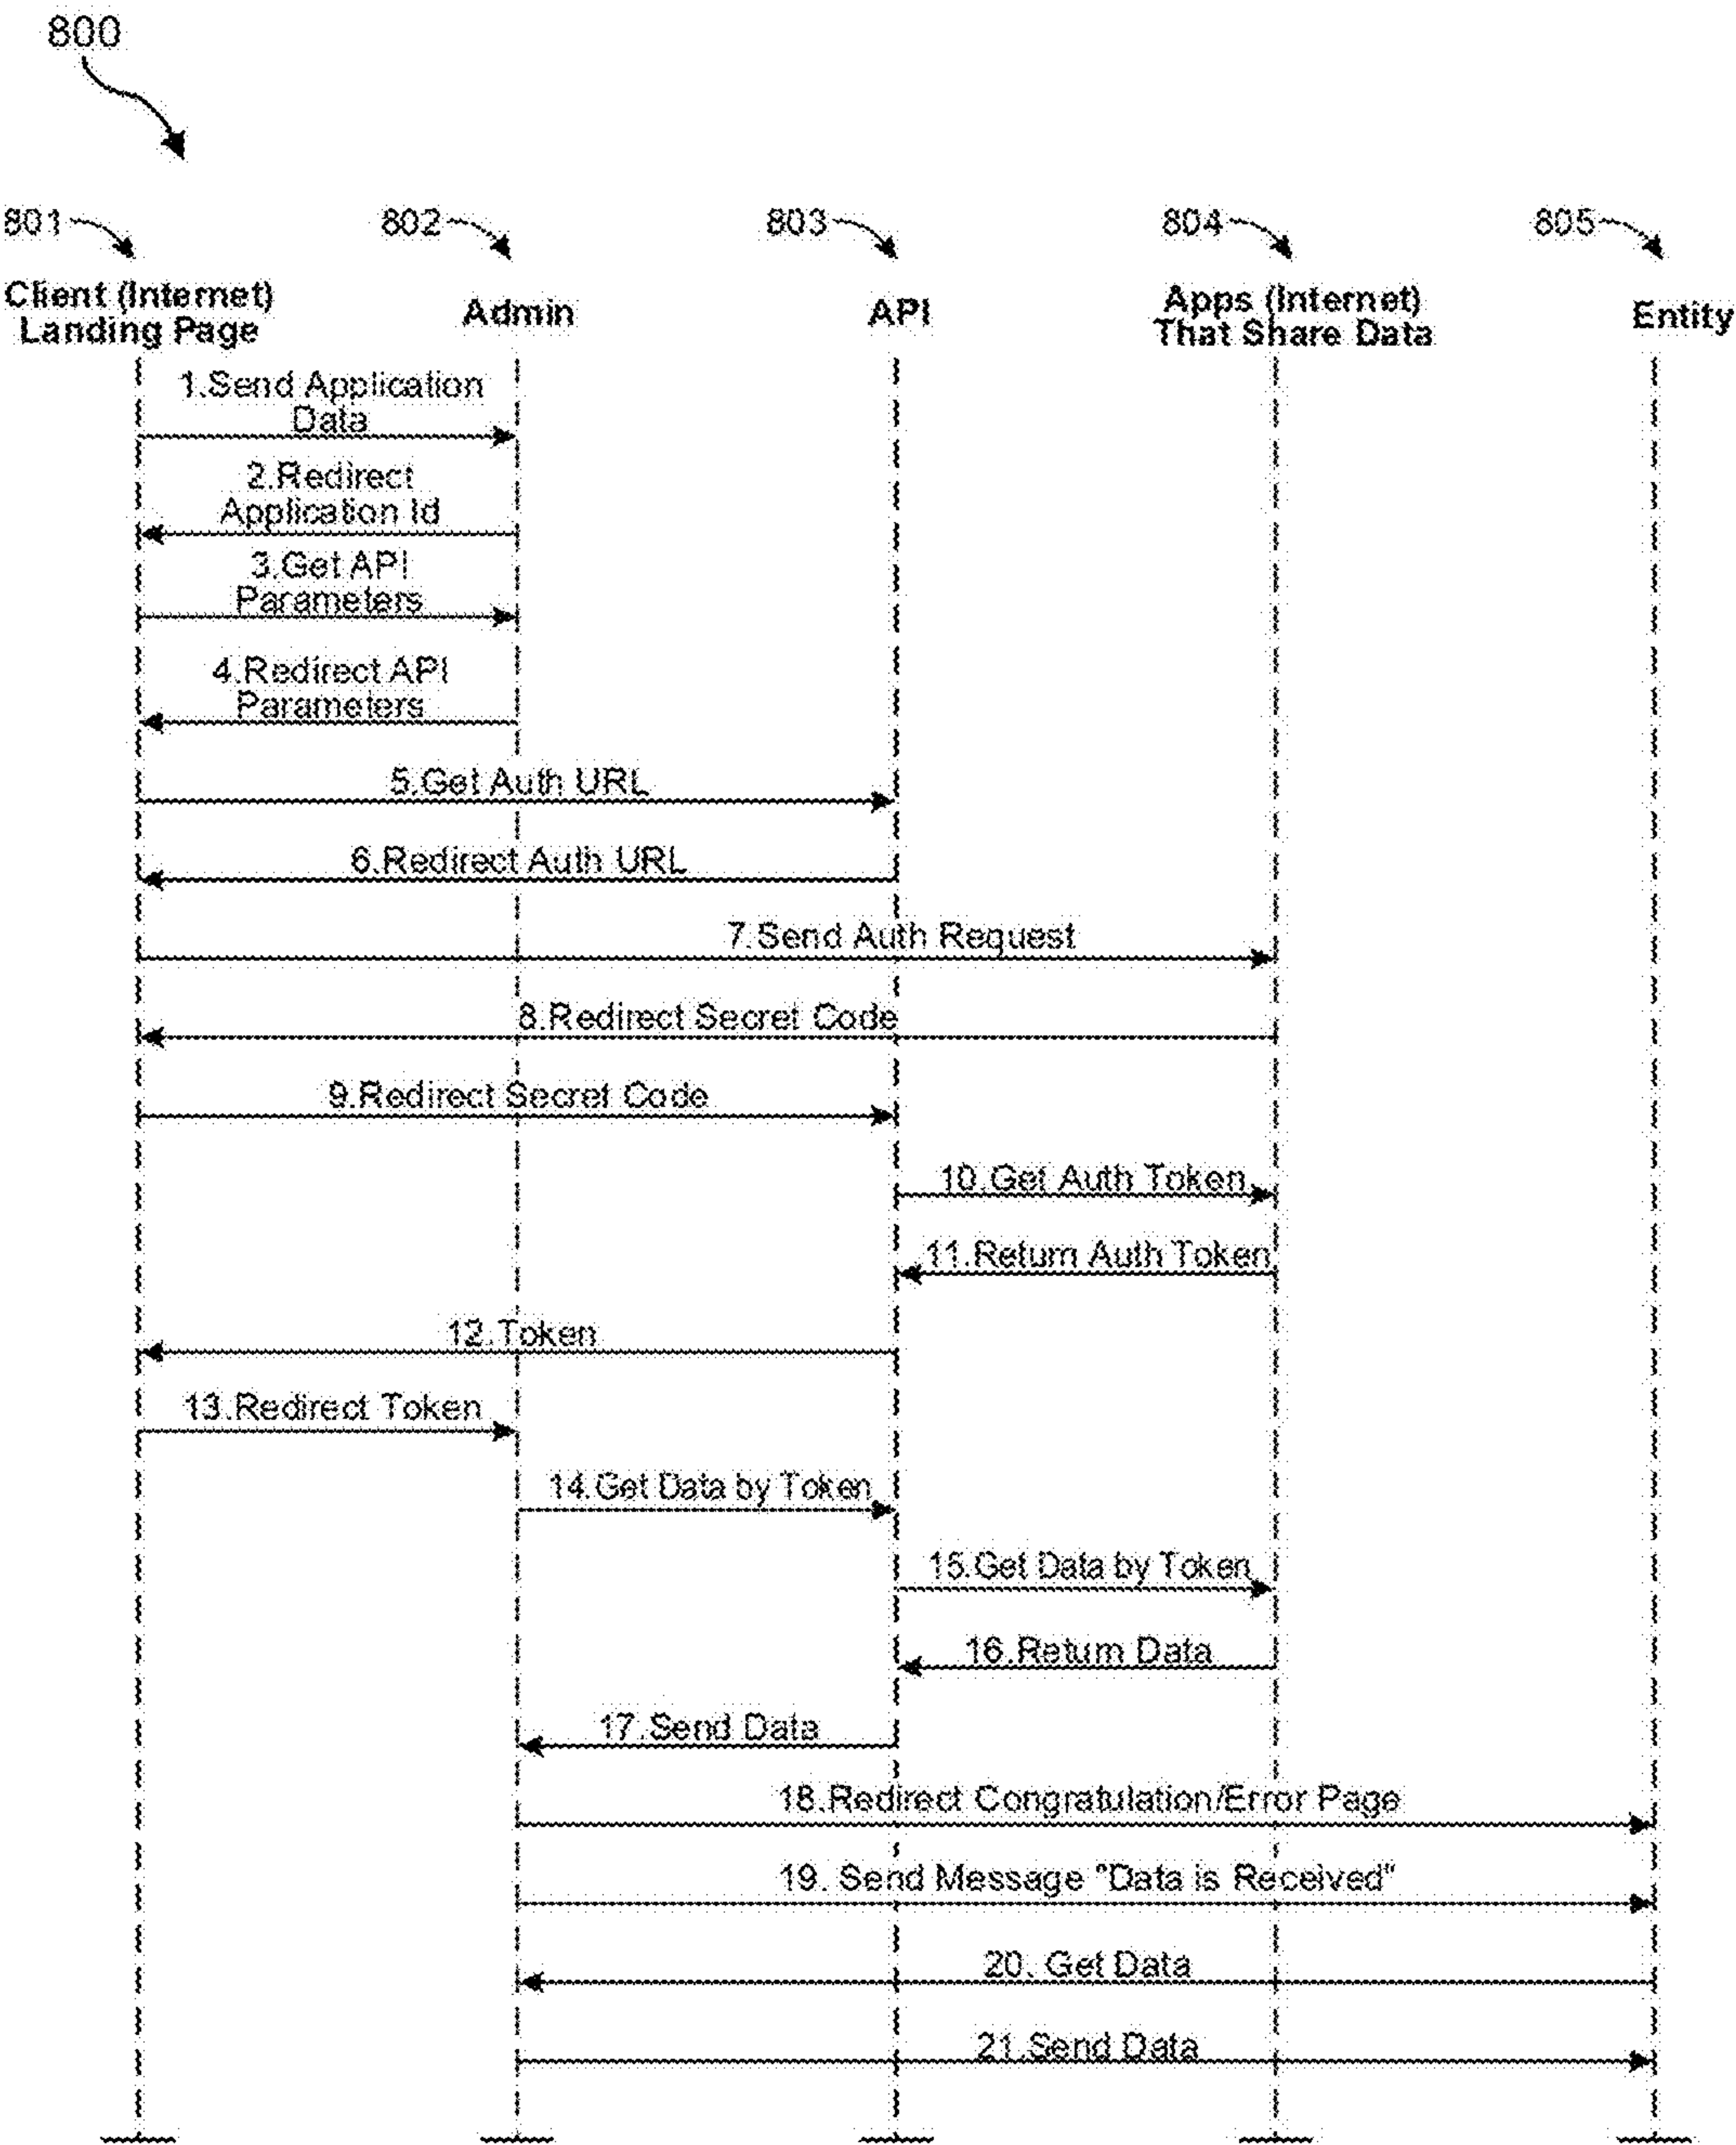 800
801
802
803
804
805
Client (Internet)
Landing Page
Admin
API
Apps (Internet)
That Share Data
Entity
1.Send Application
Data
2.Redirect
Application Id
3.Get API
Parameters
4.Redirect API
Parameters
5.Get Auth URL
6.Redirect Auth URL
7.Send Auth Request
8.Redirect Secret Code
9.Redirect Secret Code
10.Get Auth Token
11.Return Auth Token
12.Token
13.Redirect Token
14.Get Data by Token
15.Get Data by Token
16.Return Data
17.Send Data
18.Redirect Congratulation/Error Page
19. Send Message "Data is Received"
20. Get Data
21.Send Data